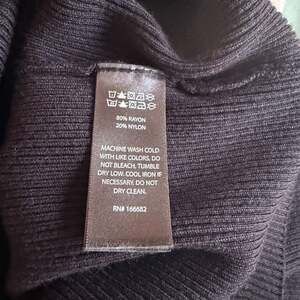 80% RAYON
20% NYLON
MACHINE WASH COLD
WITH LIKE COLORS. DO
NOT BLEACH. TUMBLE
DRY LOW. COOL IRON IF
NECESSARY. DO NOT
DRY CLEAN.
RN# 166682